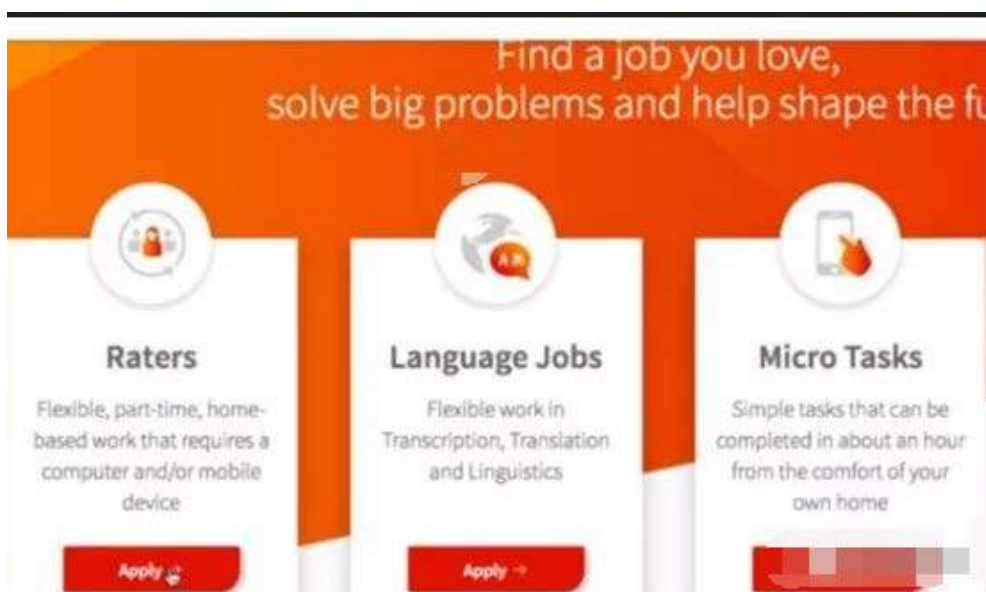 Find a job you love,
solve big problems and help shape the fu
Raters
Flexible, part-time, home-
based work that requires a
computer and/or mobile
device
Apply
Language Jobs
Flexible work in
Transcription, Translation
and Linguistics
Apply →
Micro Tasks
Simple tasks that can be
completed in about an hour
from the comfort of your
own home